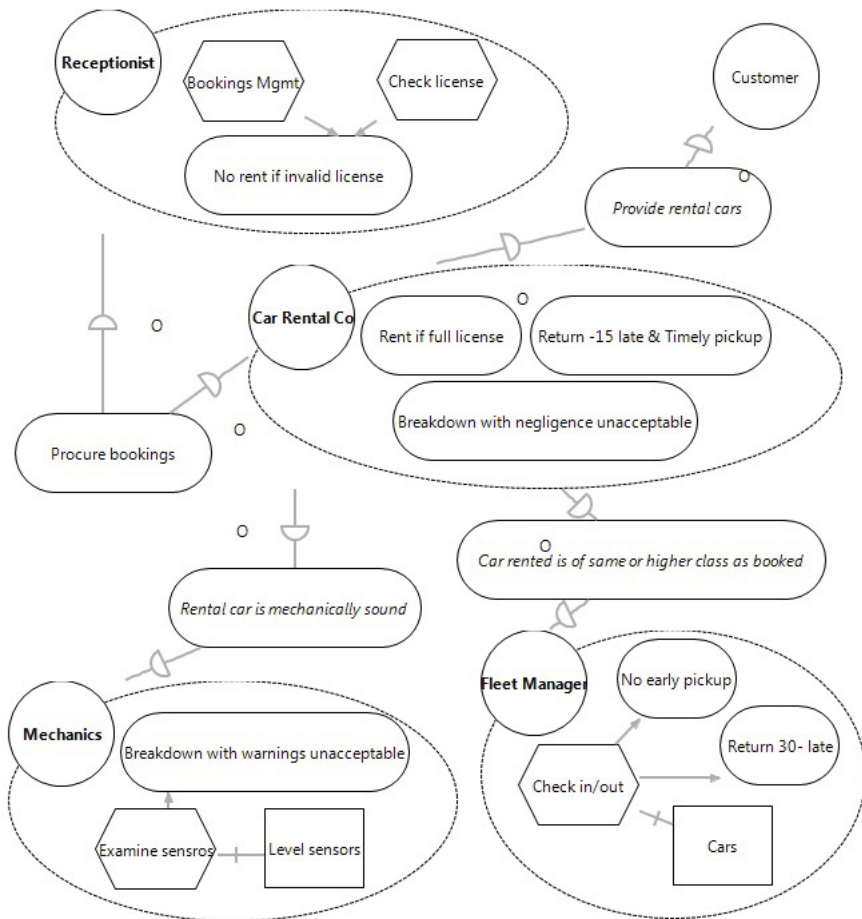 Receptionist
Bookings Mgmt
Check license
Customer
No rent if invalid license
O
Provide rental cars
O
Car Rental Co
Rent if full license
Return -15 late & Timely pickup
O
Breakdown with negligence unacceptable
O
Procure bookings
O
O
Car rented is of same or higher class as booked
Rental car is mechanically sound
Fleet Manager
No early pickup
Mechanics
Breakdown with warnings unacceptable
Return 30- late
Check in/out
Examine sensros
Level sensors
Cars